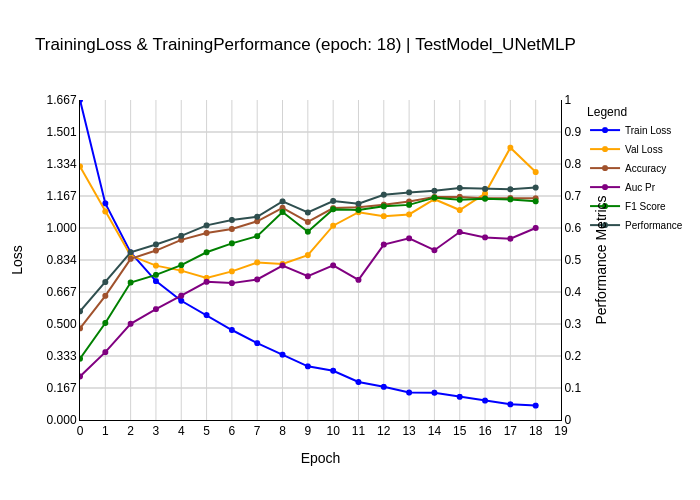 TrainingLoss & TrainingPerformance (epoch: 18) | TestModel_UNetMLP
Loss
1.667
1.501
1.334
1.167
1.000
0.834
0.667
0.500
0.333
0.167
0.000
0 1 2 3 4 5 6 7 8 9 10 11 12 13 14 15 16 17 18 19
Epoch
1
0.9
0.8
0.7
0.6
0.5
0.4
0.3
0.2
0.1
0
Performance Metrics
Legend
Train Loss
Val Loss
Accuracy
Auc Pr
F1 Score
Performance